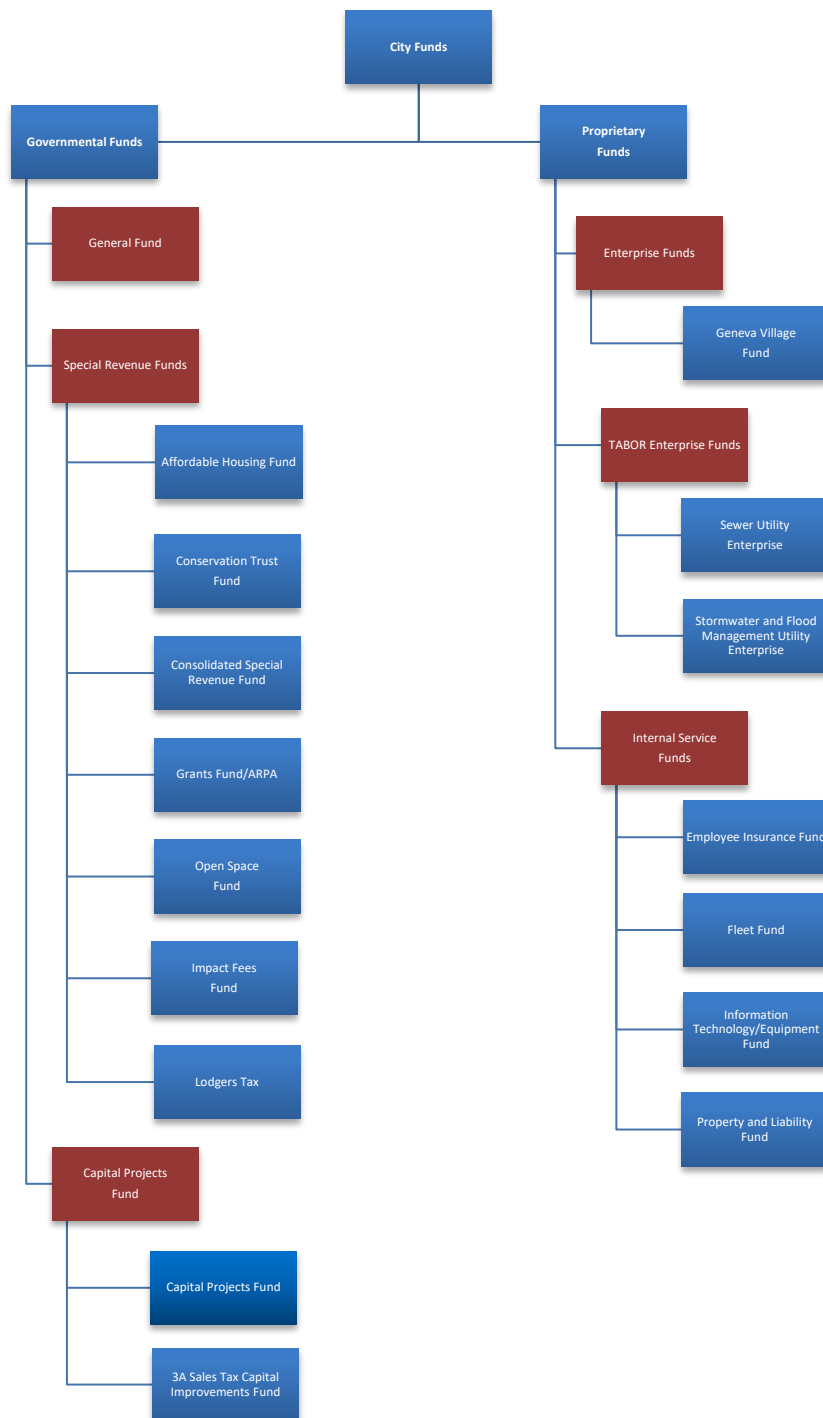 City Funds
Governmental Funds
General Fund
Special Revenue Funds
Affordable Housing Fund
Conservation Trust
Fund
Consolidated Special
Revenue Fund
Grants Fund/ARPA
Open Space
Fund
Impact Fees
Fund
Lodgers Tax
Capital Projects
Fund
Capital Projects Fund
3A Sales Tax Capital
Improvements Fund
Proprietary
Funds
Enterprise Funds
Geneva Village
Fund
TABOR Enterprise Funds
Sewer Utility
Enterprise
Stormwater and Flood
Management Utility
Enterprise
Internal Service
Funds
Employee Insurance Fund
Fleet Fund
Information
Technology/Equipment
Fund
Property and Liability
Fund